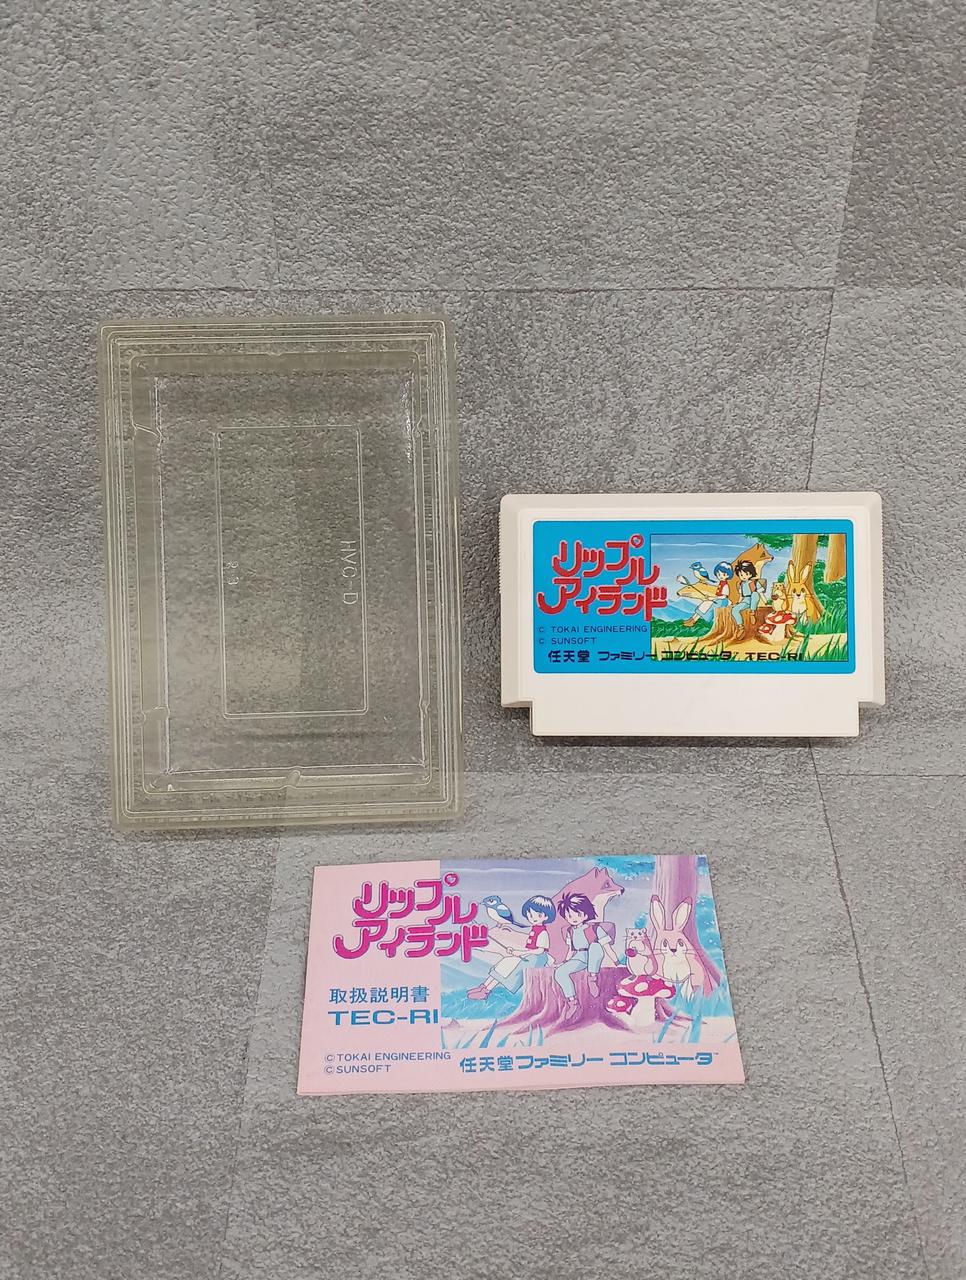 HVC-D
リップル
アイランド
© TOKAI ENGINEERING
© SUNSOFT
任天堂 ファミリー コンピュータ TEC-RI
リップル
アイランド
取扱説明書
TEC-RI
©TOKAI ENGINEERING
©SUNSOFT
任天堂 ファミリー コンピュータ™